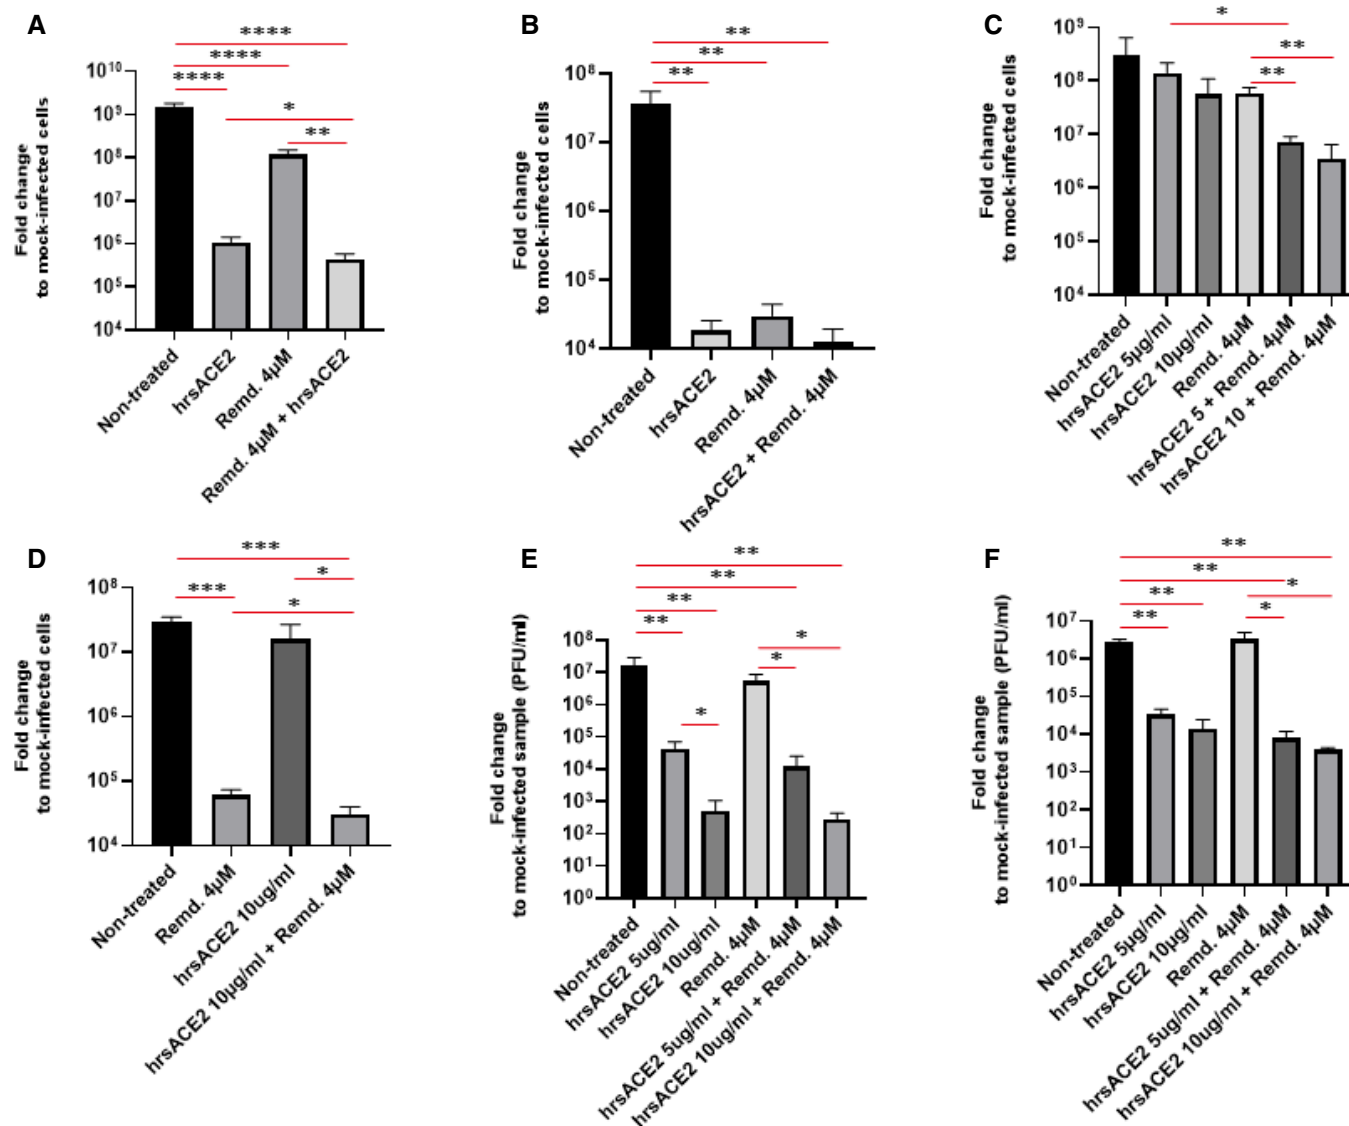 A
****
****
****
*
**
10¹⁰
10⁹
10⁸
10⁷
10⁶
10⁵
10⁴
Fold change
to mock-infected cells
Non-treated
hrsACE2
Remd. 4μM
Remd. 4μM + hrsACE2
B
**
**
**
10⁸
10⁷
10⁶
10⁵
10⁴
Fold change
to mock-infected cells
Non-treated
hrsACE2
Remd. 4μM
hrsACE2 + Remd. 4μM
C
*
**
**
10⁹
10⁸
10⁷
10⁶
10⁵
10⁴
Fold change
to mock-infected cells
Non-treated
hrsACE2 5μg/ml
hrsACE2 10μg/ml
Remd. 4μM
hrsACE2 5 + Remd. 4μM
hrsACE2 10 + Remd. 4μM
D
***
*
***
*
10⁸
10⁷
10⁶
10⁵
10⁴
Fold change
to mock-infected cells
Non-treated
Remd. 4μM
hrsACE2 10ug/ml
hrsACE2 10μg/ml + Remd. 4μM
E
**
**
**
**
*
*
*
10⁸
10⁷
10⁶
10⁵
10⁴
10³
10²
10¹
10⁰
Fold change
to mock-infected sample (PFU/ml)
Non-treated
hrsACE2 5ug/ml
hrsACE2 10ug/ml
Remd. 4μM
hrsACE2 5ug/ml + Remd. 4μM
hrsACE2 10ug/ml + Remd. 4μM
F
**
**
*
**
*
**
10⁷
10⁶
10⁵
10⁴
10³
10²
10¹
10⁰
Fold change
to mock-infected sample (PFU/ml)
Non-treated
hrsACE2 5μg/ml
hrsACE2 10μg/ml
Remd. 4μM
hrsACE2 5ug/ml + Remd. 4μM
hrsACE2 10ug/ml + Remd. 4μM